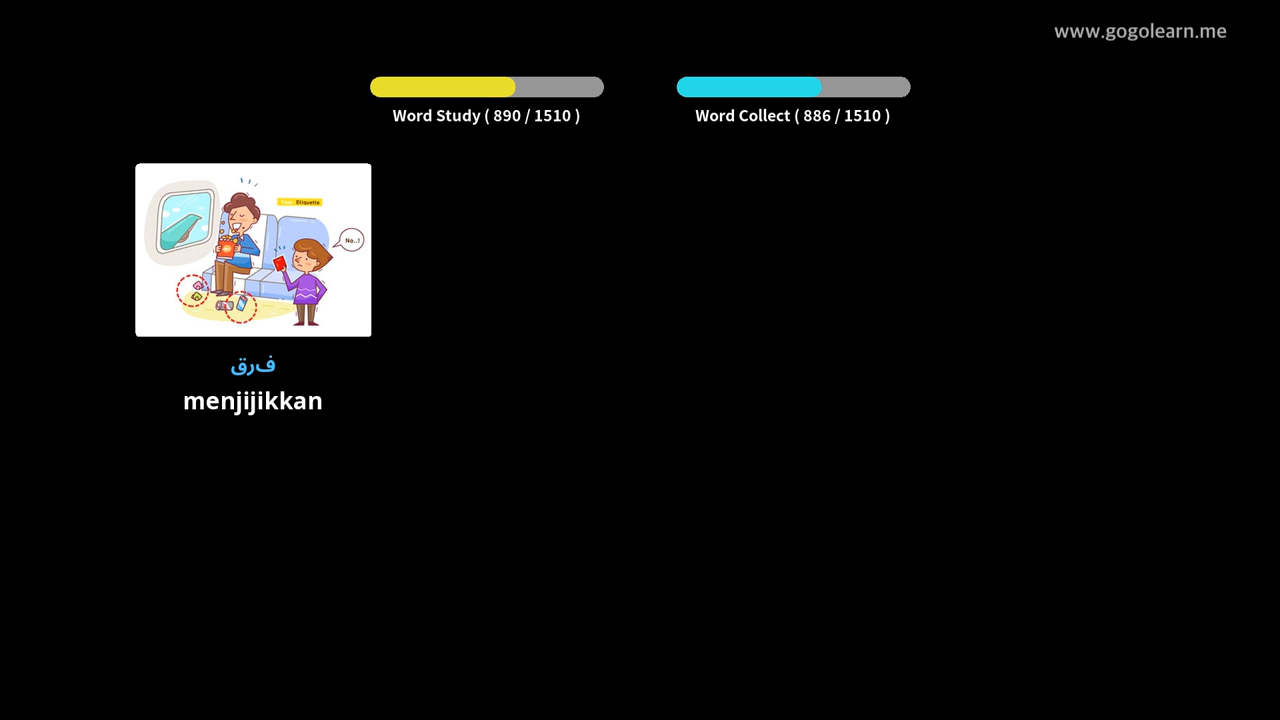 www.gogolearn.me
Word Study ( 890 / 1510 )
Word Collect ( 886 / 1510 )
Etiquette
No..!
فرق
menjijikkan